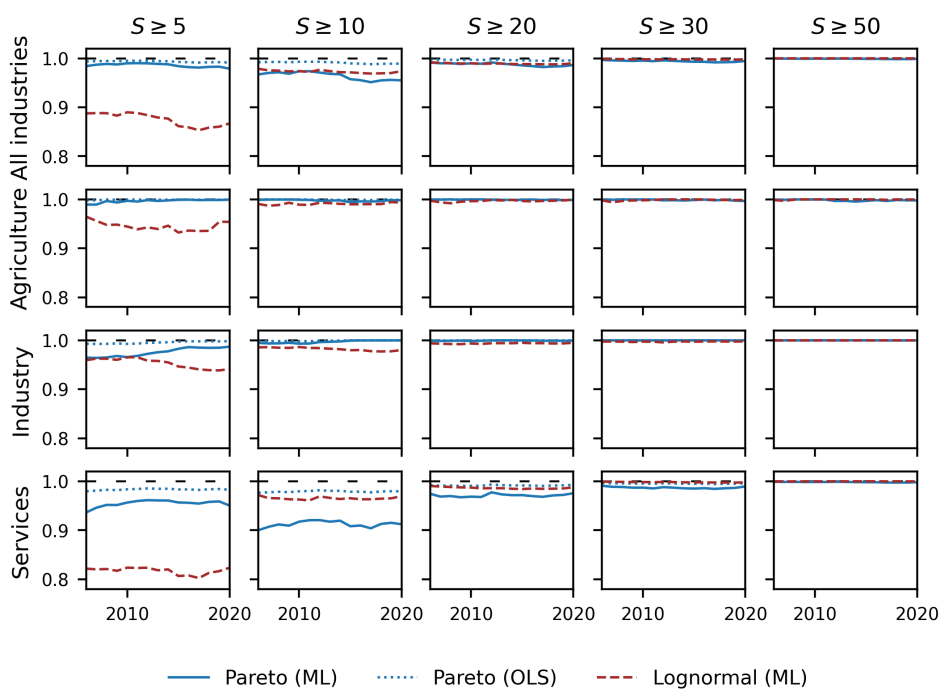 S ≥ 5 S ≥ 10 S ≥ 20 S ≥ 30 S ≥ 50
All industries
1.0
0.9
0.8
Agriculture
1.0
0.9
0.8
Industry
1.0
0.9
0.8
Services
1.0
0.9
0.8
2010 2020 2010 2020 2010 2020 2010 2020 2010 2020
Pareto (ML) Pareto (OLS) Lognormal (ML)